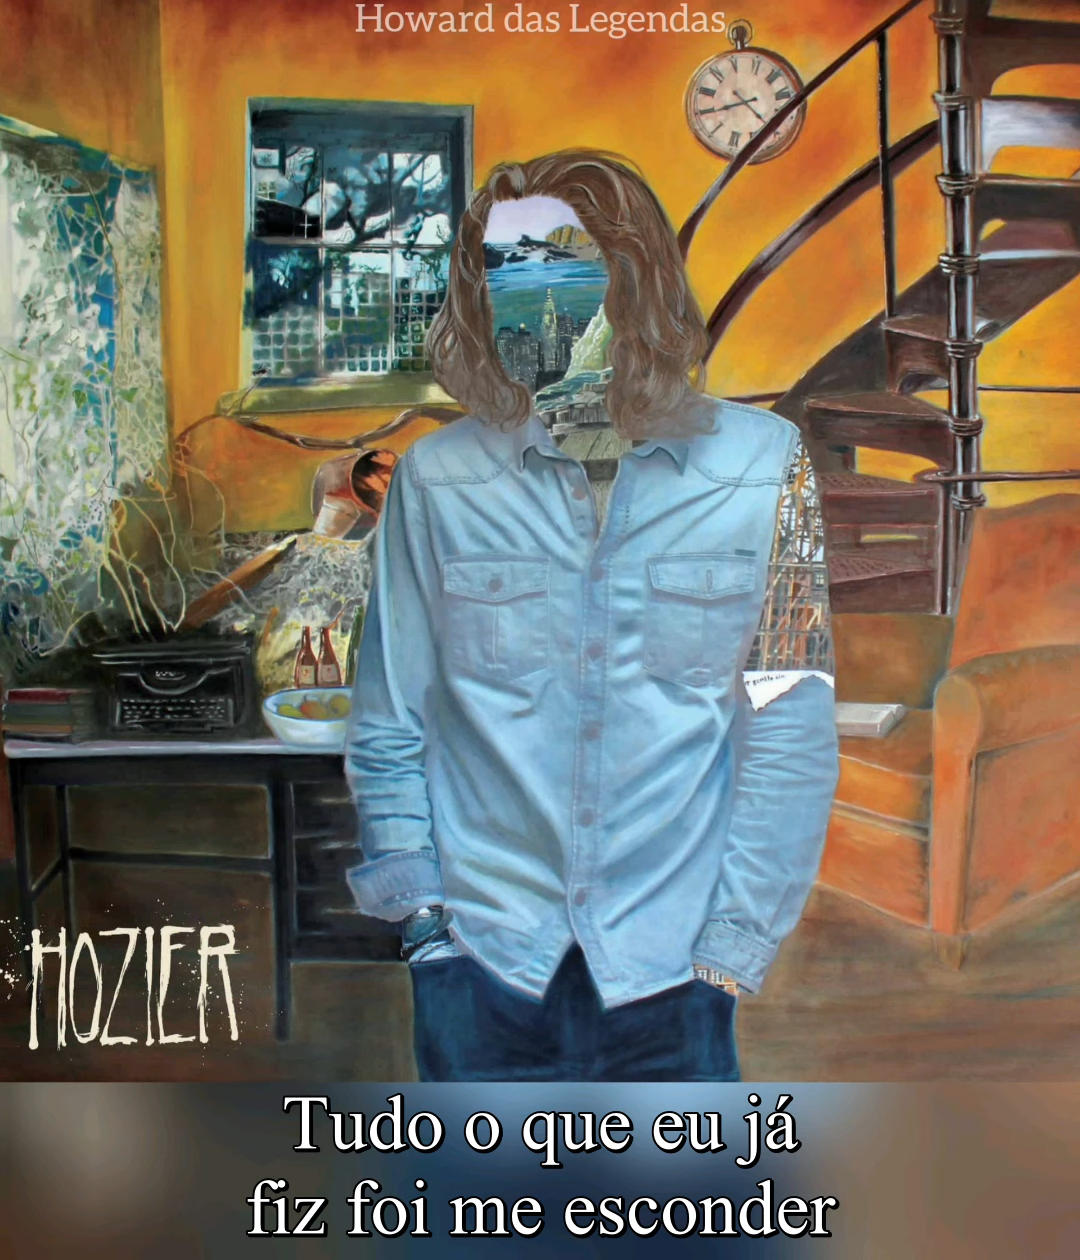 Howard das Legendas
HOZIER
Tudo o que eu já
fiz foi me esconder